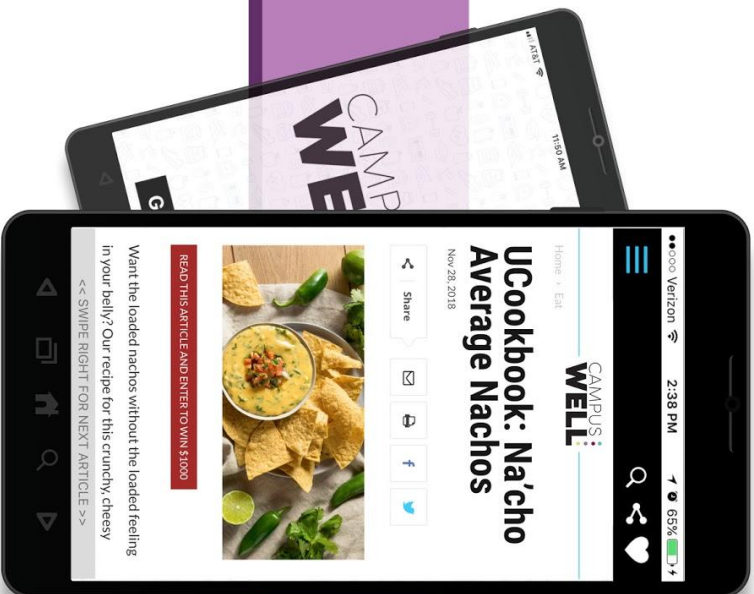 AT&T
11:50 AM
CAMPUS
WE
G
Verizon
2:38 PM
65%
CAMPUS
WELL
Home › Eat
UCookbook: Na'cho
Average Nachos
Nov 28, 2018
Share
READ THIS ARTICLE AND ENTER TO WIN $1000
Want the loaded nachos without the loaded feeling
in your belly? Our recipe for this crunchy, cheesy
<< SWIPE RIGHT FOR NEXT ARTICLE >>